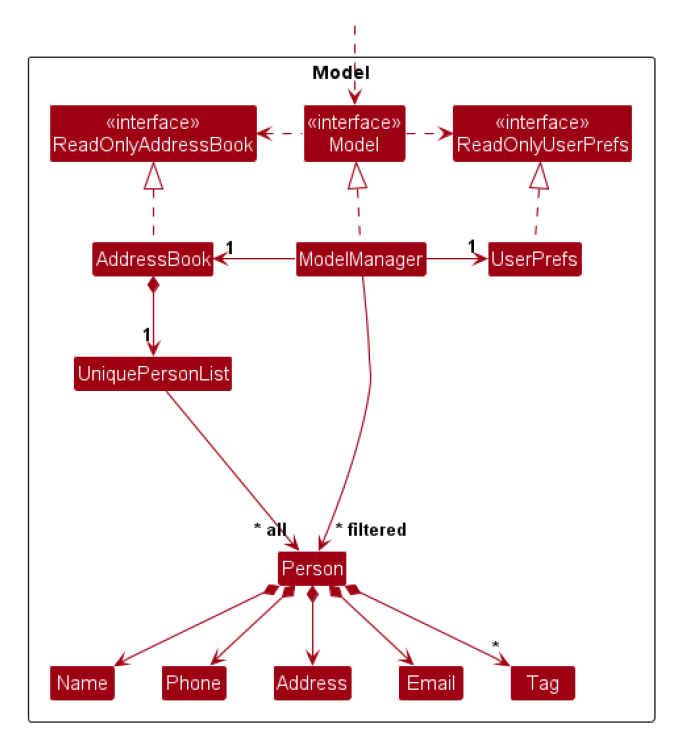 Model
«interface»
ReadOnlyAddressBook
«interface»
Model
«interface»
ReadOnlyUserPrefs
1
1
AddressBook
ModelManager
UserPrefs
1
UniquePersonList
* all
* filtered
Person
*
Name
Phone
Address
Email
Tag